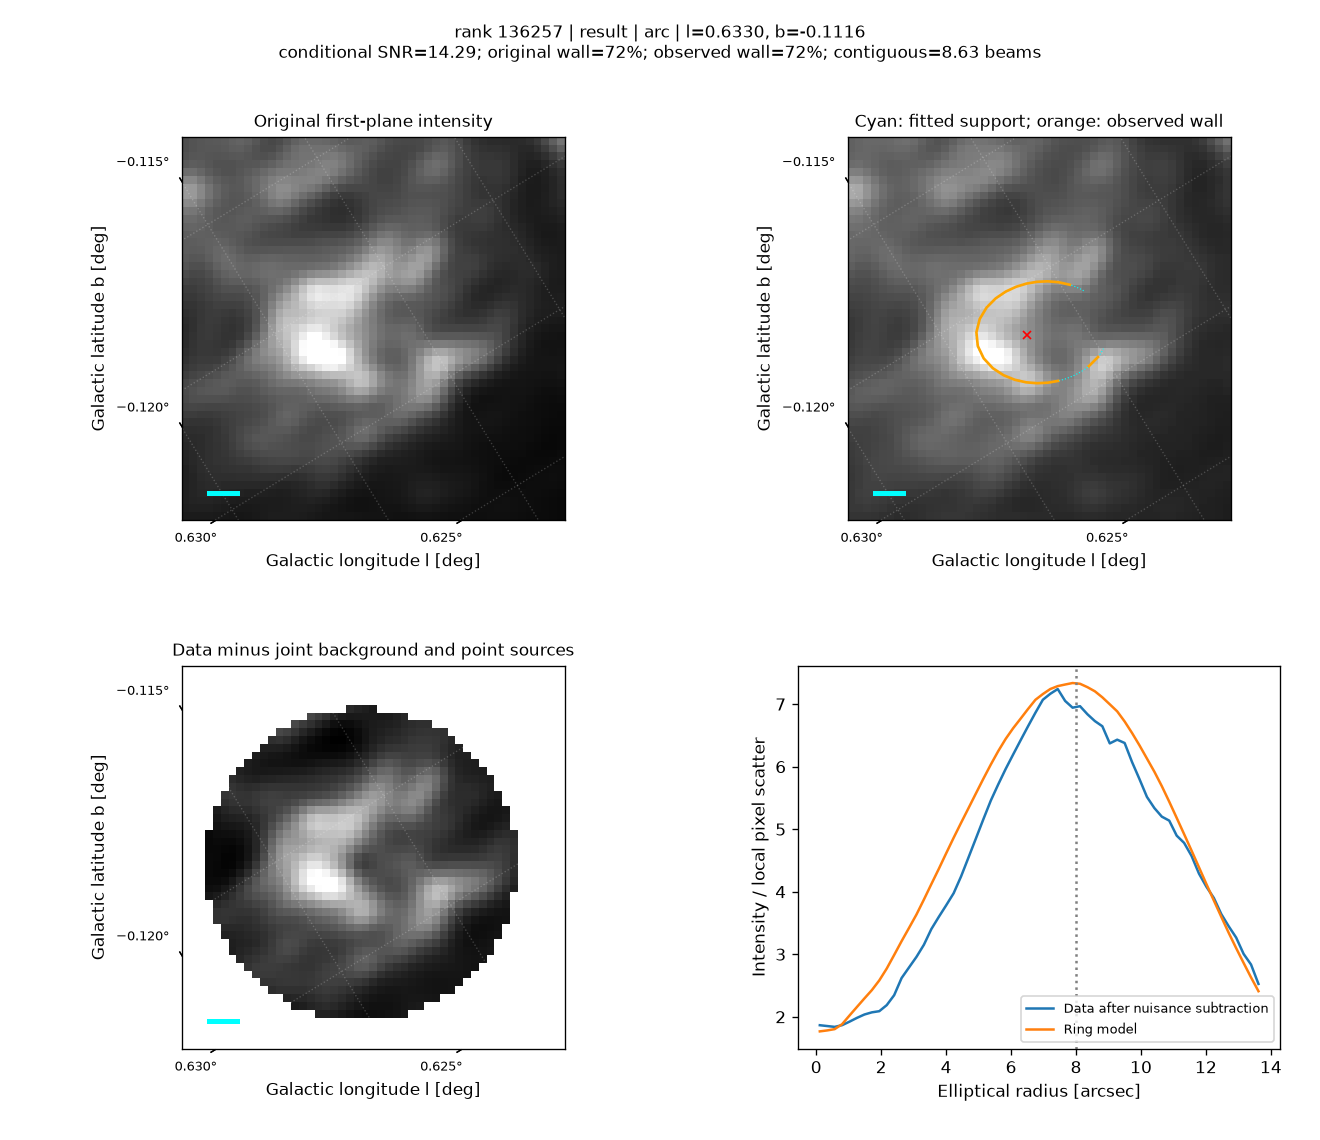 rank 136257 | result | arc | l=0.6330, b=-0.1116
conditional SNR=14.29; original wall=72%; observed wall=72%; contiguous=8.63 beams
Original first-plane intensity
−0.115°
−0.120°
Galactic latitude b [deg]
0.630°
0.625°
Galactic longitude l [deg]
Cyan: fitted support; orange: observed wall
−0.115°
−0.120°
Galactic latitude b [deg]
0.630°
0.625°
Galactic longitude l [deg]
Data minus joint background and point sources
−0.115°
−0.120°
Galactic latitude b [deg]
0.630°
0.625°
Galactic longitude l [deg]
Intensity / local pixel scatter
7
6
5
4
3
2
Data after nuisance subtraction
Ring model
0 2 4 6 8 10 12 14
Elliptical radius [arcsec]